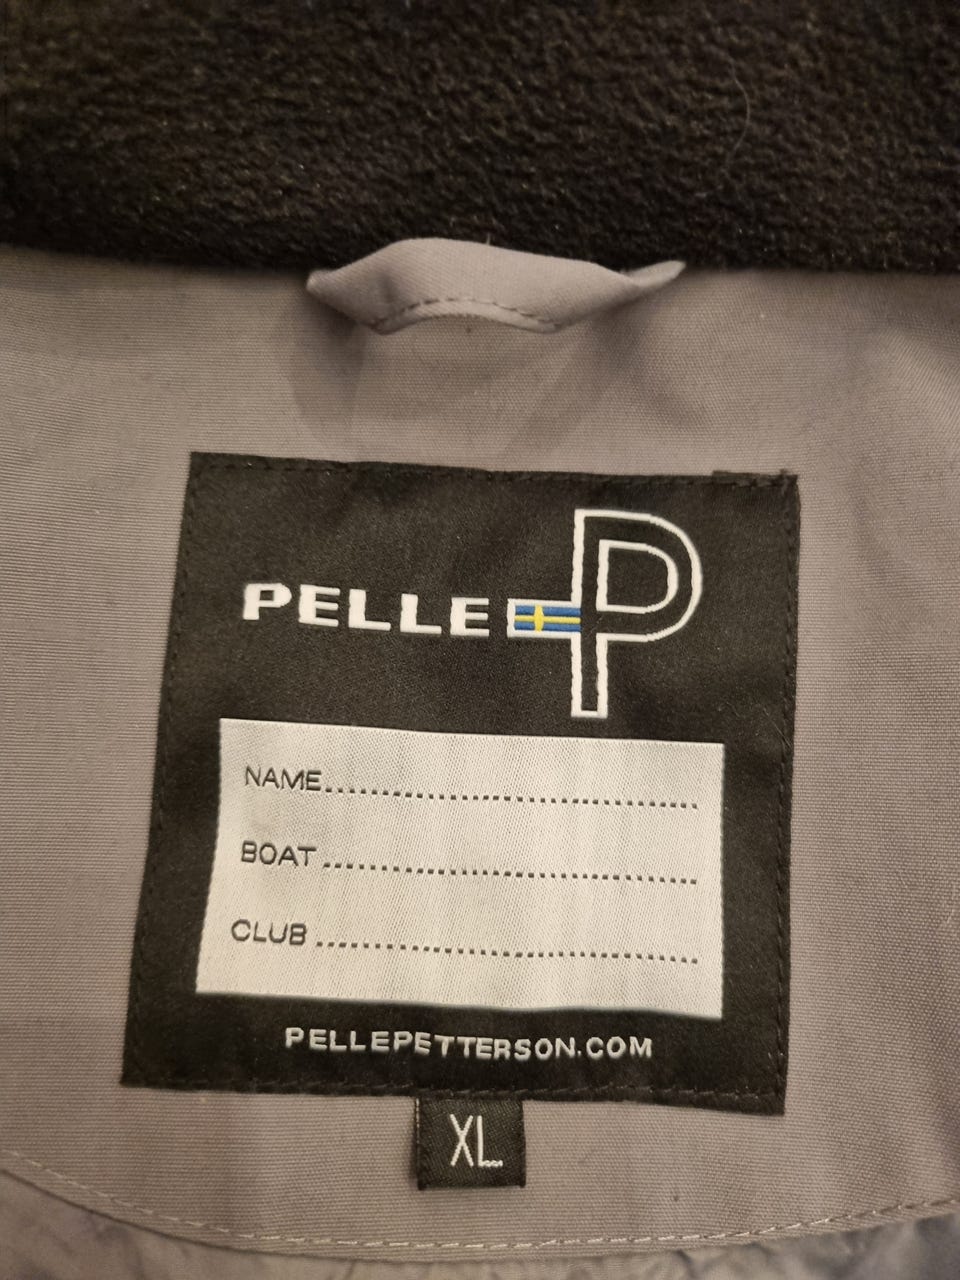 PELLE P
NAME..............................
BOAT..............................
CLUB..............................
PELLEPETTERSON.COM
XL